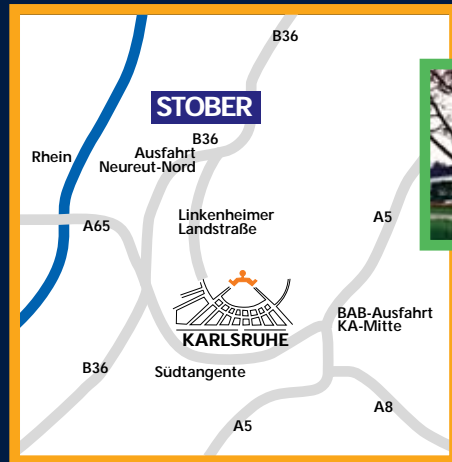 B36
STOBER
B36
Ausfahrt
Neureut-Nord
Rhein
Linkenheimer
Landstraße
A65
A5
BAB-Ausfahrt
KA-Mitte
KARLSRUHE
B36
Südtangente
A8
A5